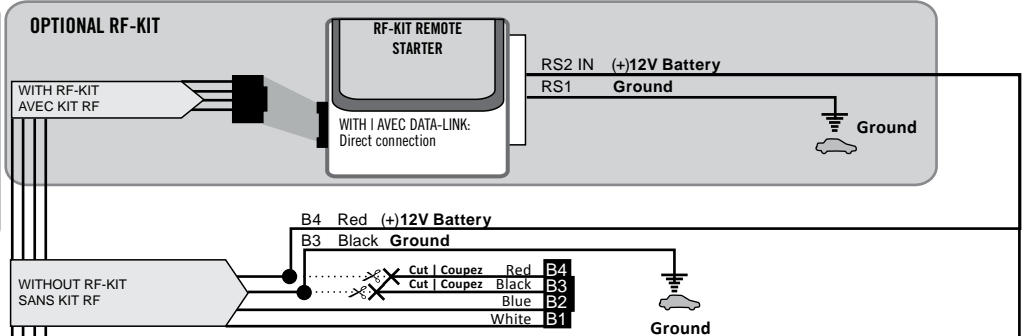 OPTIONAL RF-KIT
RF-KIT REMOTE
STARTER
RS2 IN (+)12V Battery
RS1 Ground
WITH RF-KIT
AVEC KIT RF
WITH | AVEC DATA-LINK:
Direct connection
Ground
B4 Red (+)12V Battery
B3 Black Ground
WITHOUT RF-KIT
SANS KIT RF
Cut | Coupez Red B4
Cut | Coupez Black B3
Blue B2
White B1
Ground